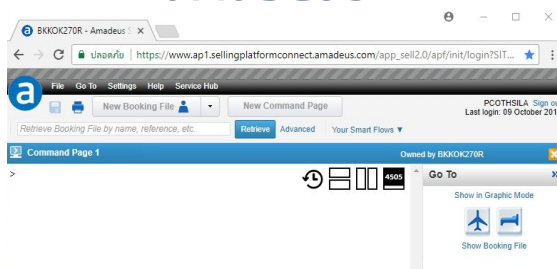 BKKOK270R - Amadeus S
ปลอดภัย | https://www.ap1.sellingplatformconnect.amadeus.com/app_sell2.0/apf/init/login?SIT...
File Go To Settings Help Service Hub
New Booking File New Command Page
PCOTHSILA Sign ou
Last login: 09 October 201
Retrieve Booking File by name, reference, etc. Retrieve Advanced Your Smart Flows ▼
Command Page 1 Owned by BKKOK270R
> 4505 Go To »
Show in Graphic Mode
Show Booking File